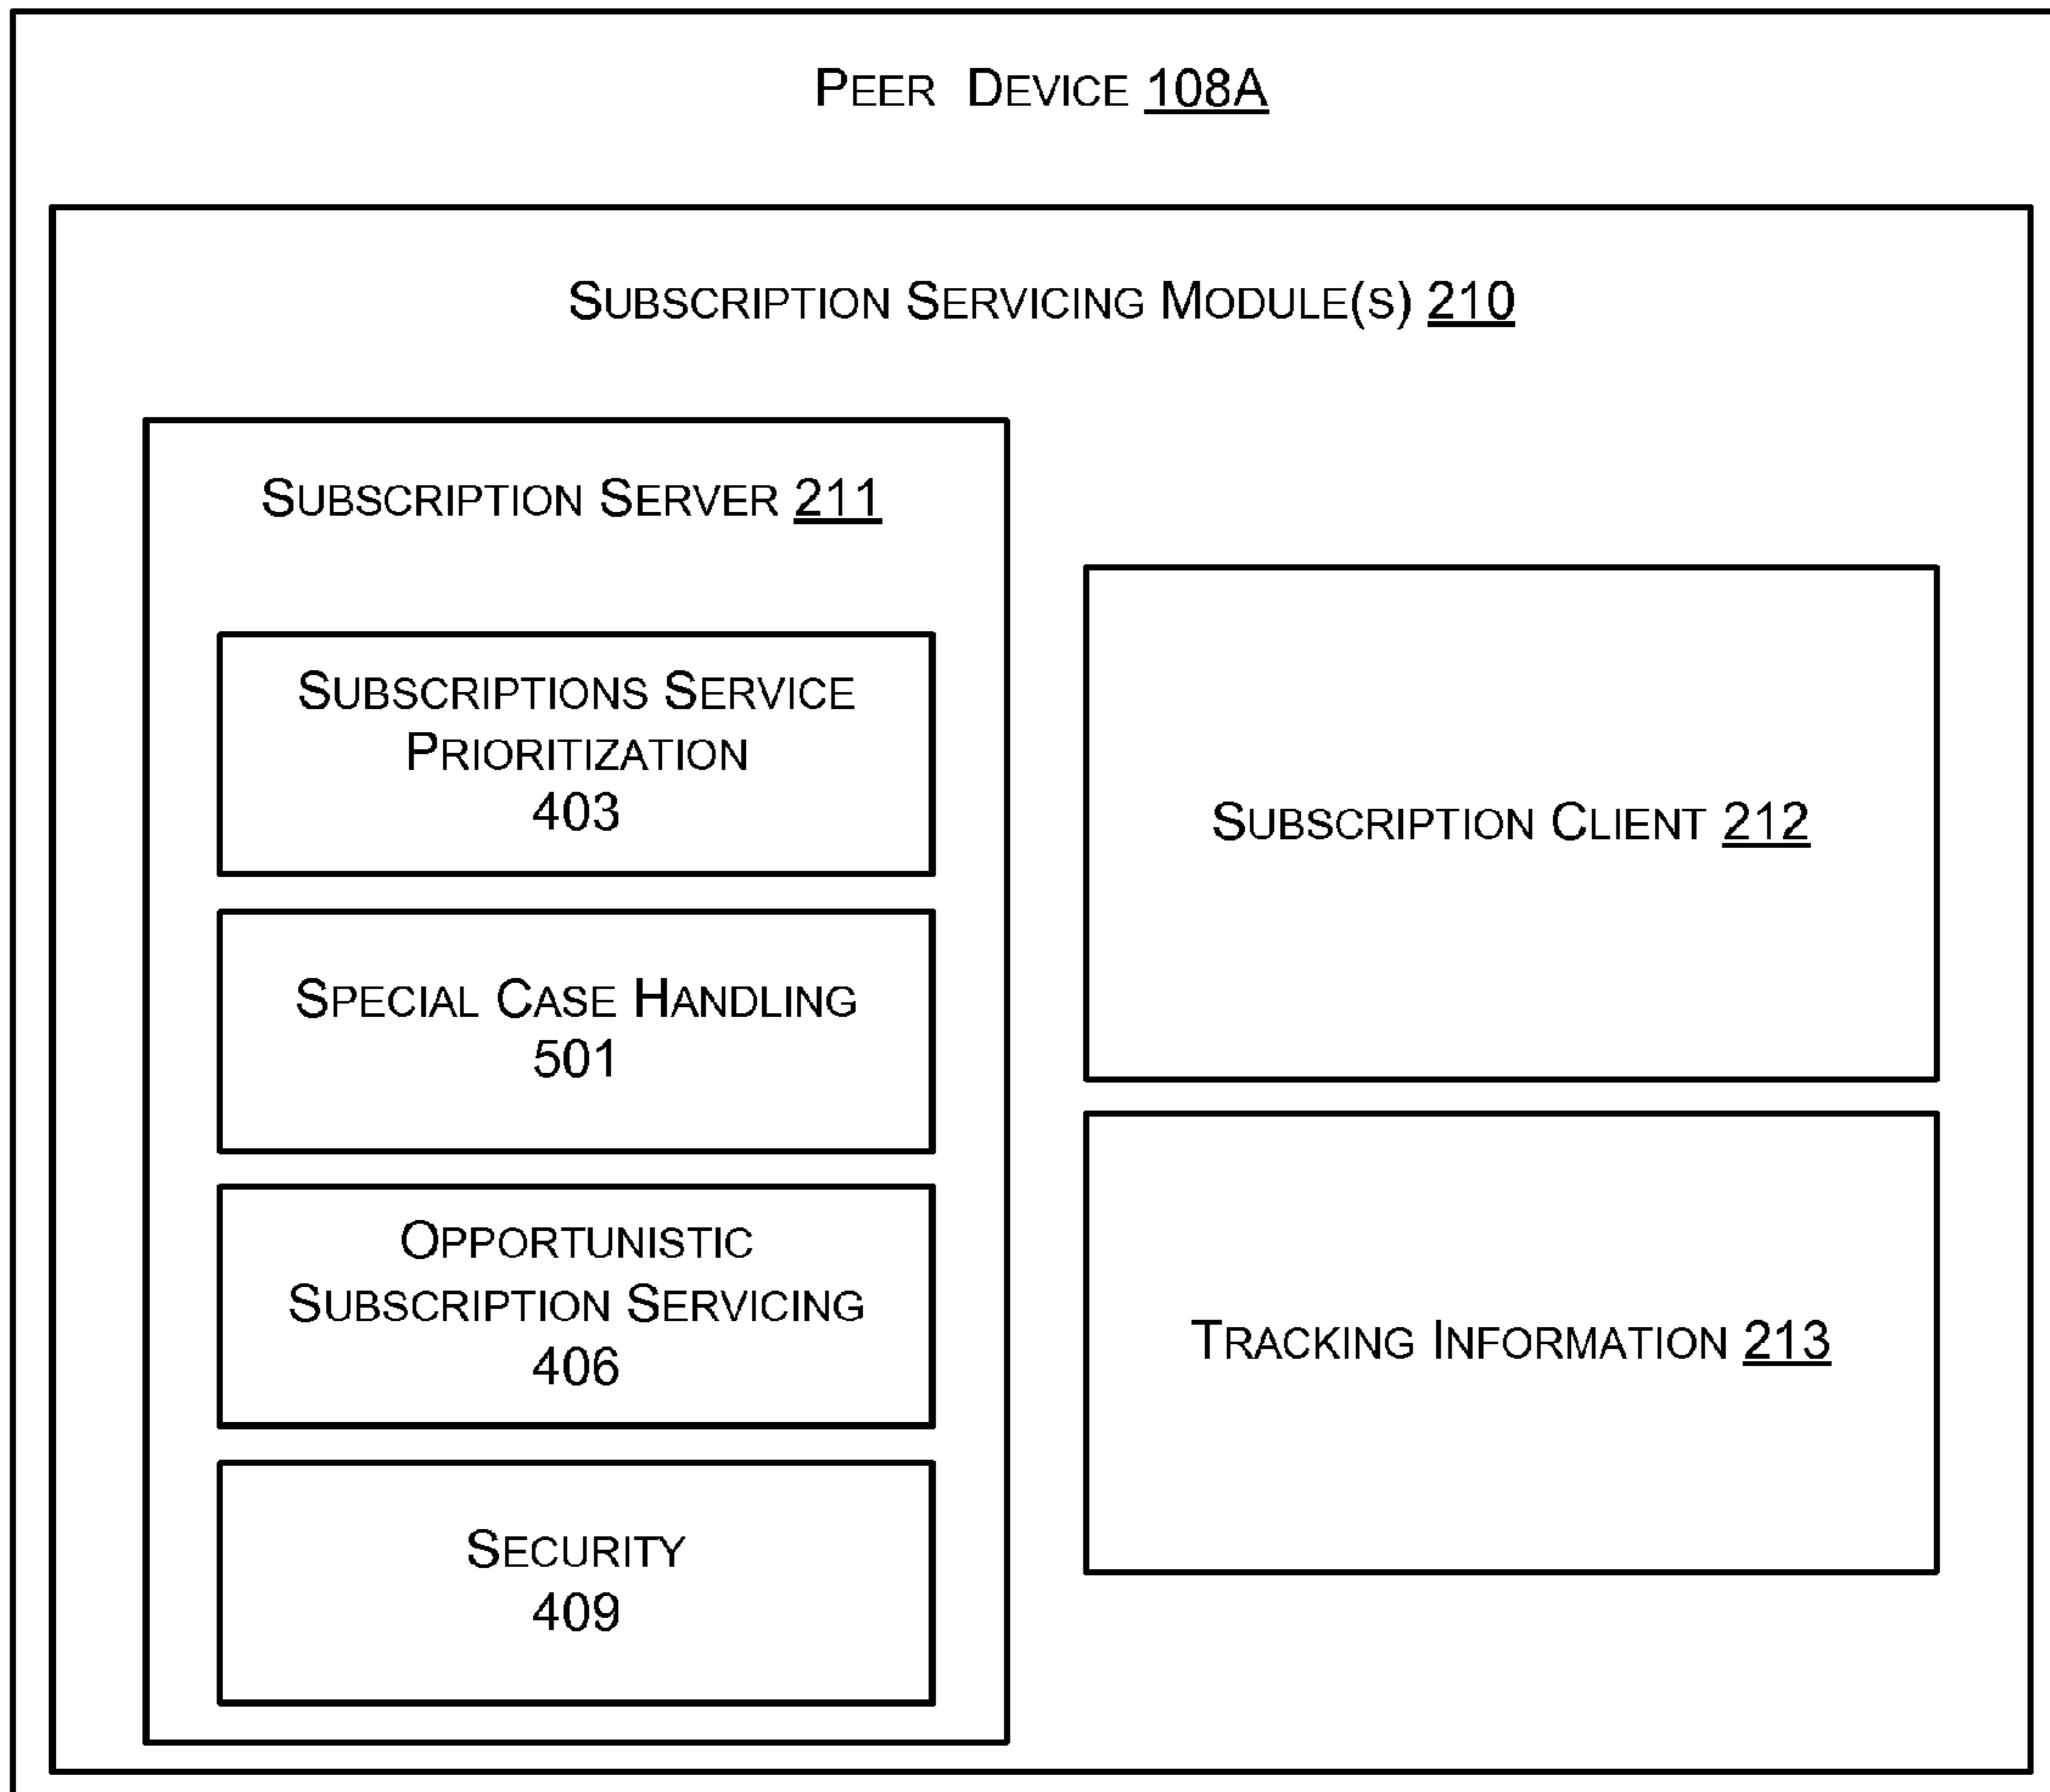 PEER DEVICE 108A
SUBSCRIPTION SERVICING MODULE(S) 210
SUBSCRIPTION SERVER 211
SUBSCRIPTIONS SERVICE
PRIORITIZATION
403
SPECIAL CASE HANDLING
501
OPPORTUNISTIC
SUBSCRIPTION SERVICING
406
SECURITY
409
SUBSCRIPTION CLIENT 212
TRACKING INFORMATION 213